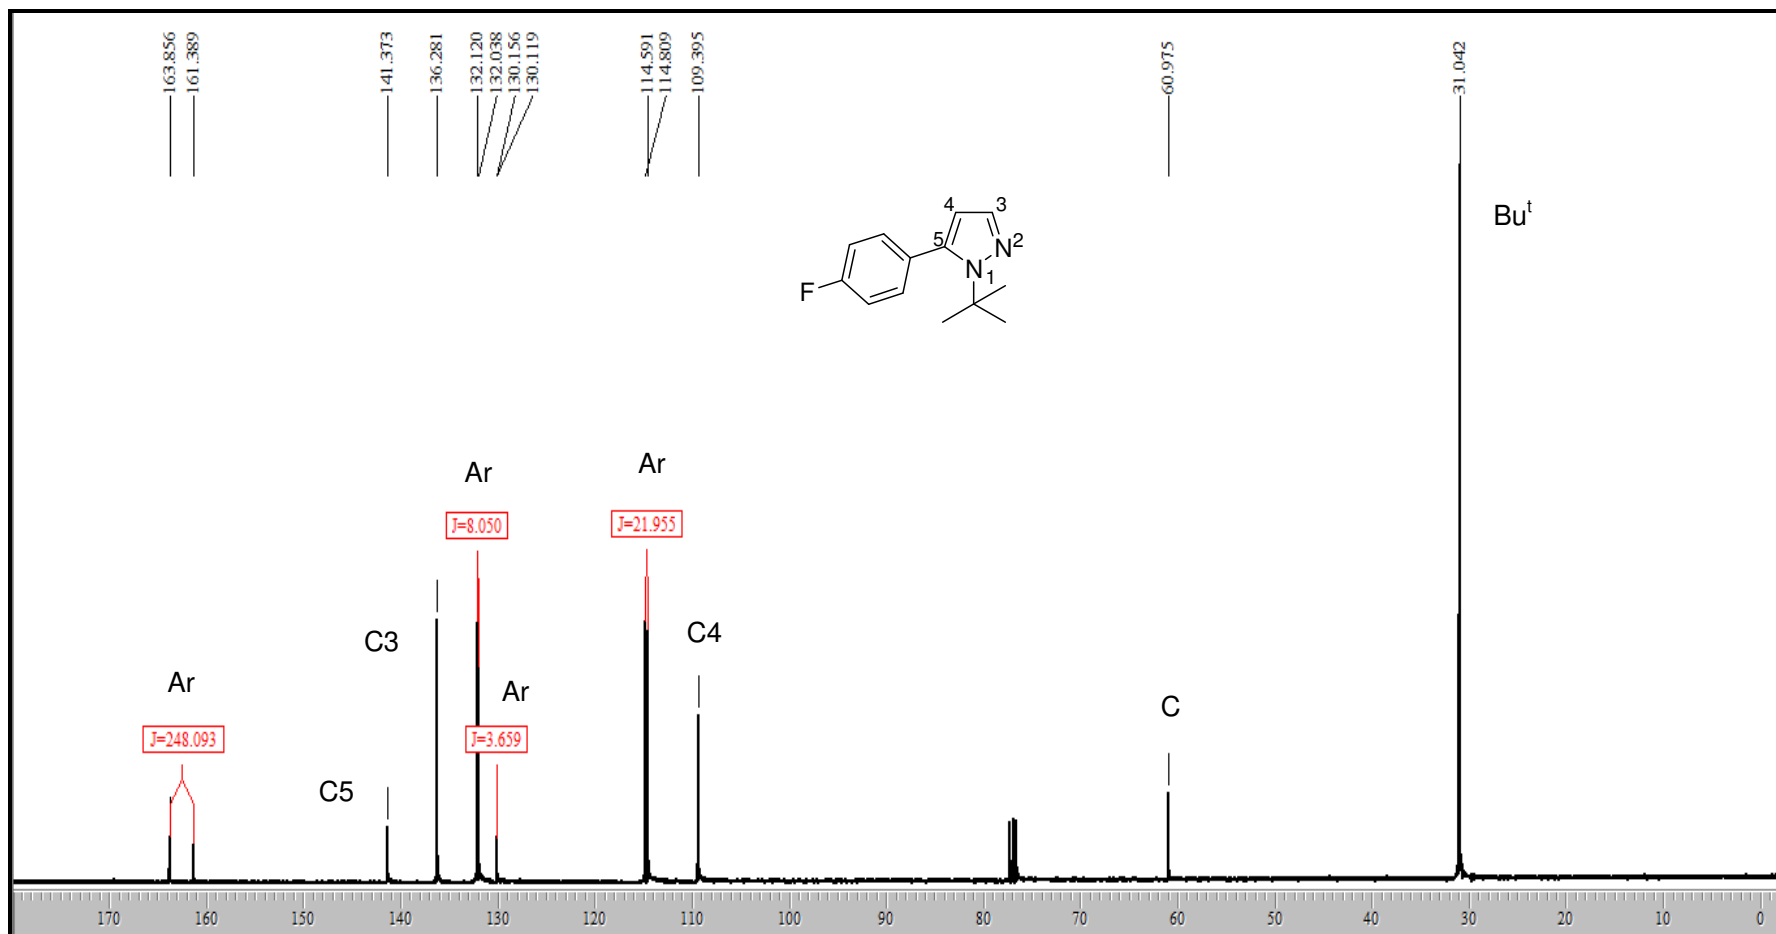 163.856
161.389
141.373
136.281
132.120
132.038
130.156
130.119
114.591
114.809
109.395
60.975
31.042
Bu^t
4
3
5
N2
N1
F
Ar
Ar
J=8.050
J=21.955
C3
C4
Ar
Ar
C
J=248.093
J=3.659
C5
170 160 150 140 130 120 110 100 90 80 70 60 50 40 30 20 10 0